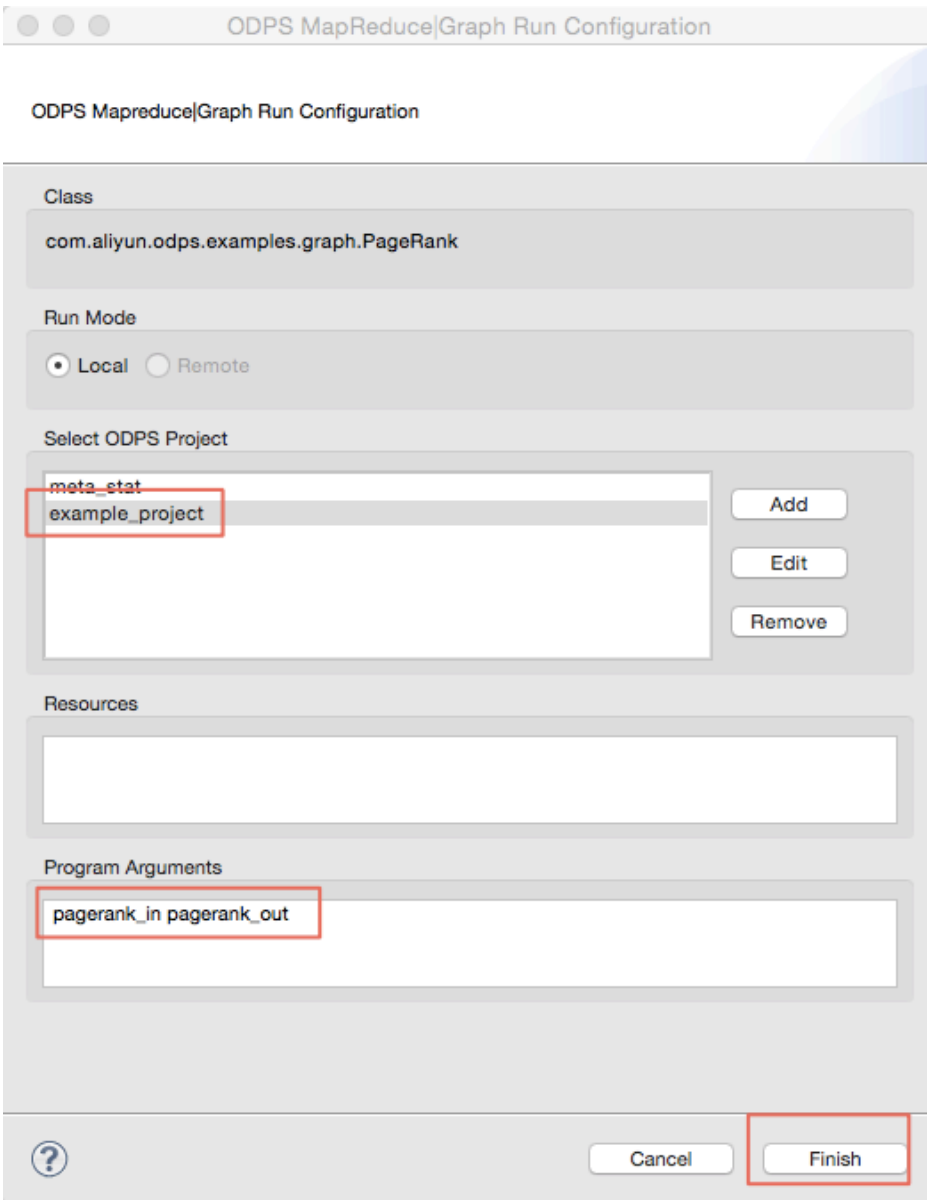 ODPS MapReduce|Graph Run Configuration
ODPS Mapreduce|Graph Run Configuration
Class
com.aliyun.odps.examples.graph.PageRank
Run Mode
Local Remote
Select ODPS Project
meta_stat
example_project
Add
Edit
Remove
Resources
Program Arguments
pagerank_in pagerank_out
? Cancel Finish